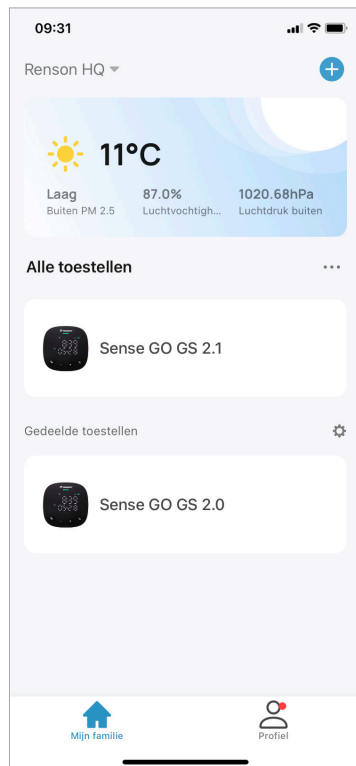 09:31
Renson HQ
11°C
Laag 87.0% 1020.68hPa
Buiten PM 2.5 Luchtvochtigh... Luchtdruk buiten
Alle toestellen
Sense GO GS 2.1
Gedeelde toestellen
Sense GO GS 2.0
Mijn familie Profiel